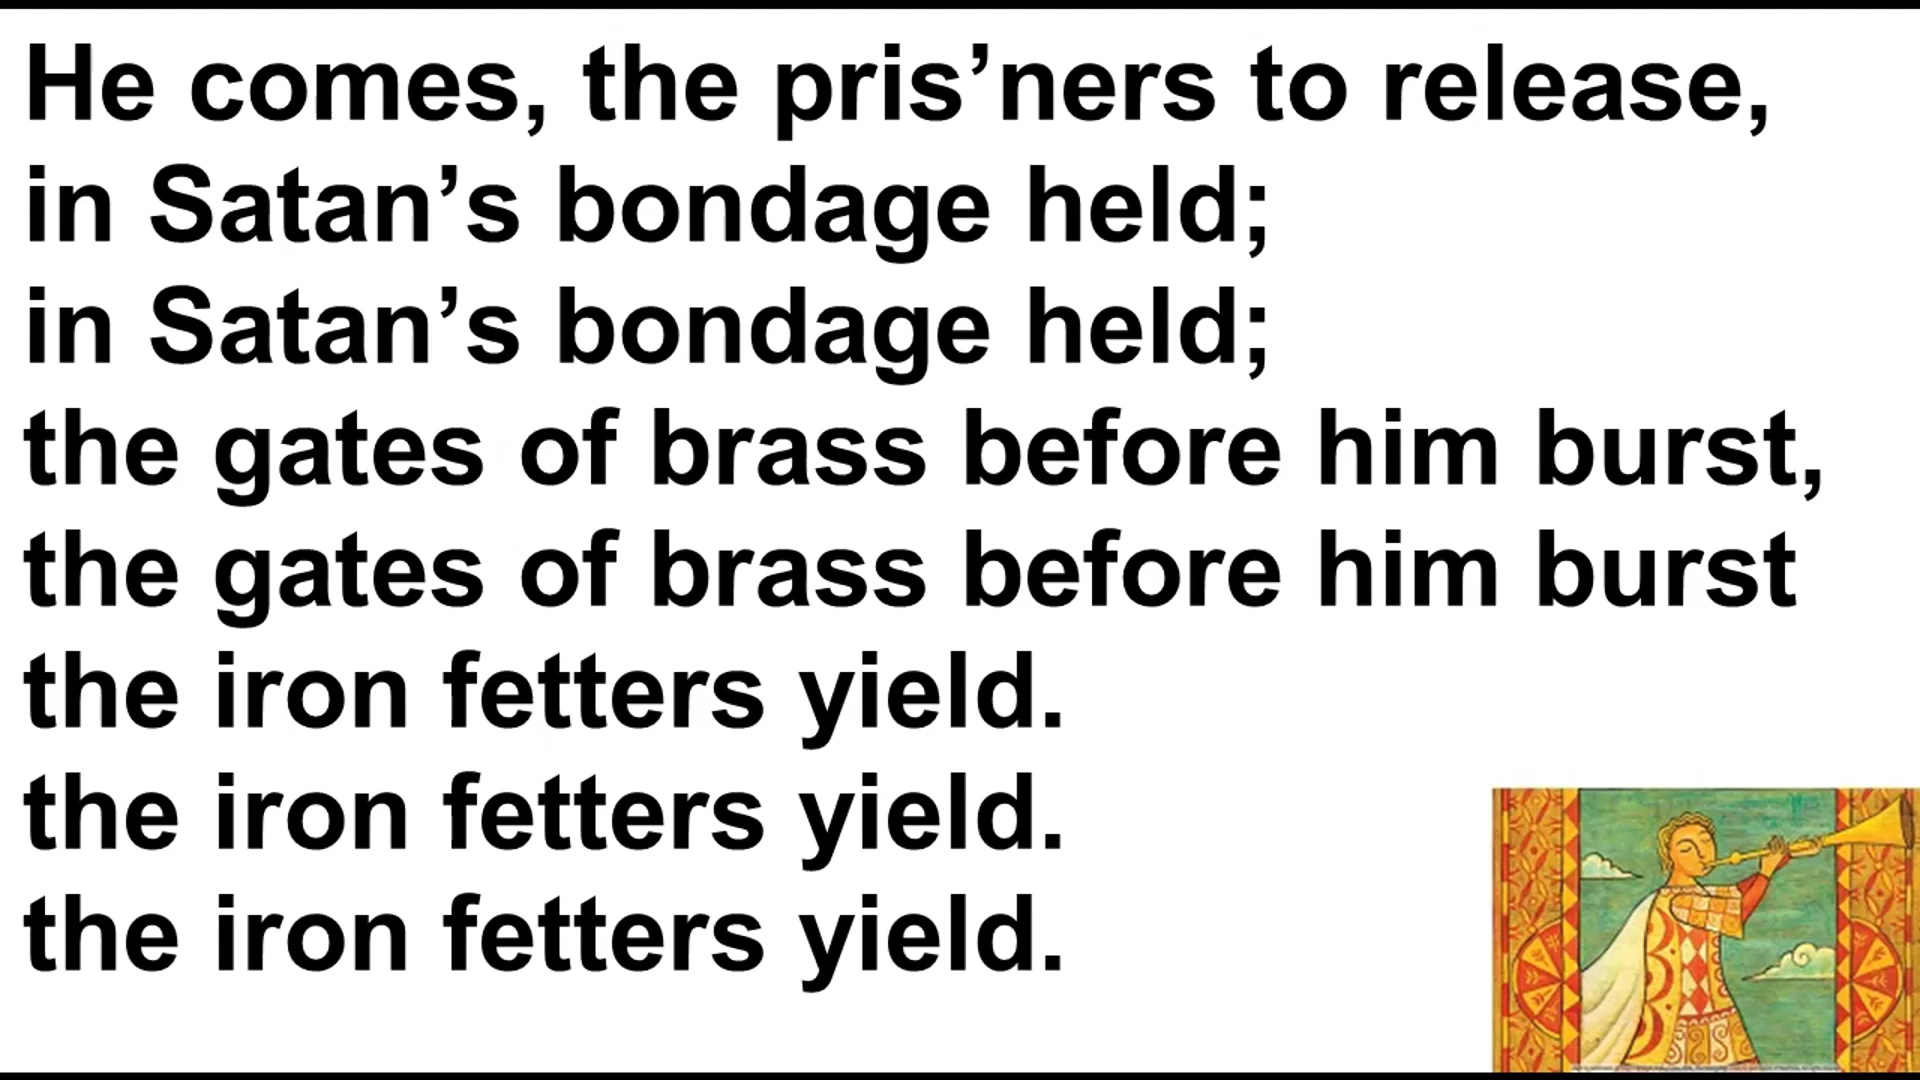 He comes, the pris’ners to release,
in Satan’s bondage held;
in Satan’s bondage held;
the gates of brass before him burst,
the gates of brass before him burst
the iron fetters yield.
the iron fetters yield.
the iron fetters yield.